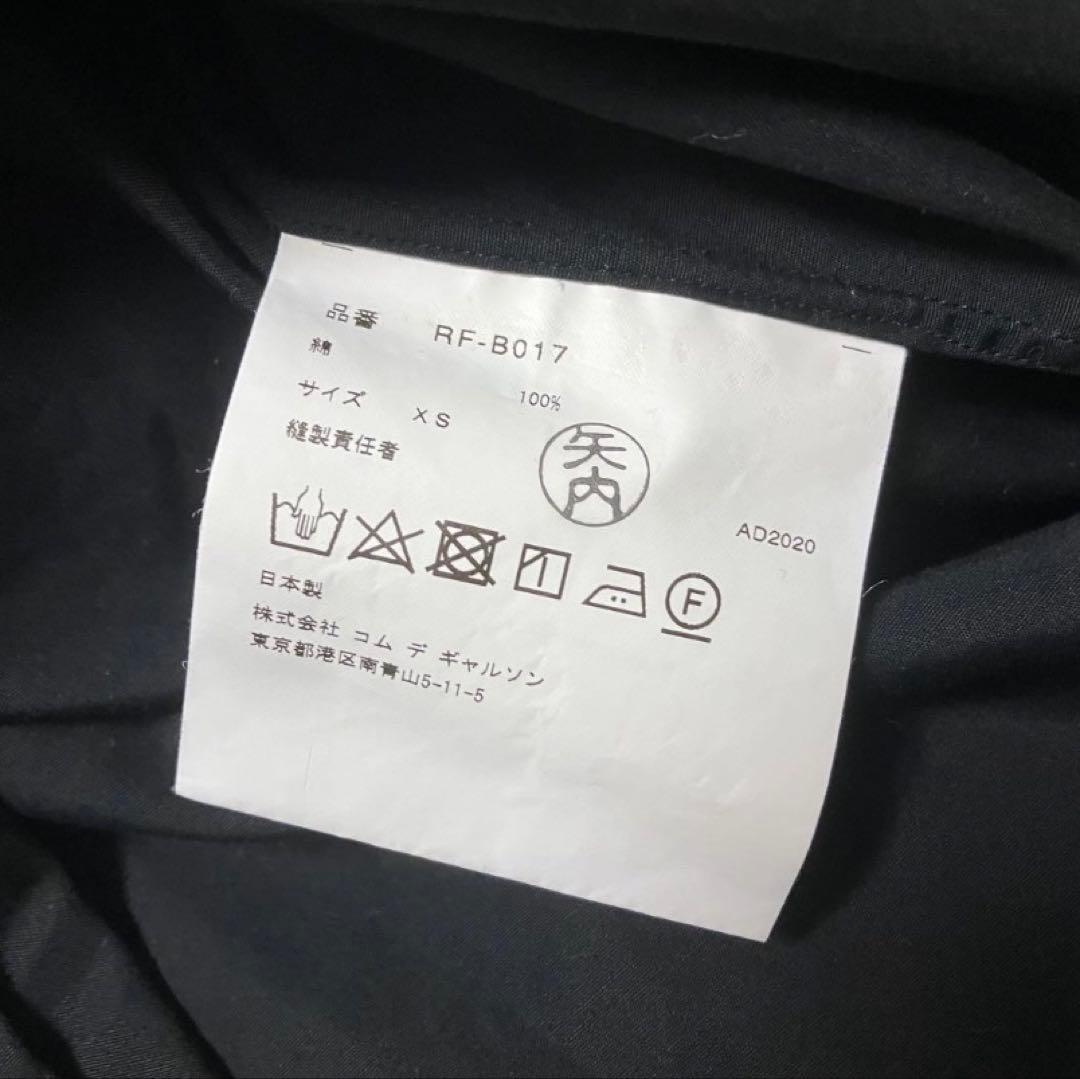 品番 RF-B017
綿 100%
サイズ XS
縫製責任者
矢内
AD2020
F
日本製
株式会社 コム デ ギャルソン
東京都港区南青山5-11-5